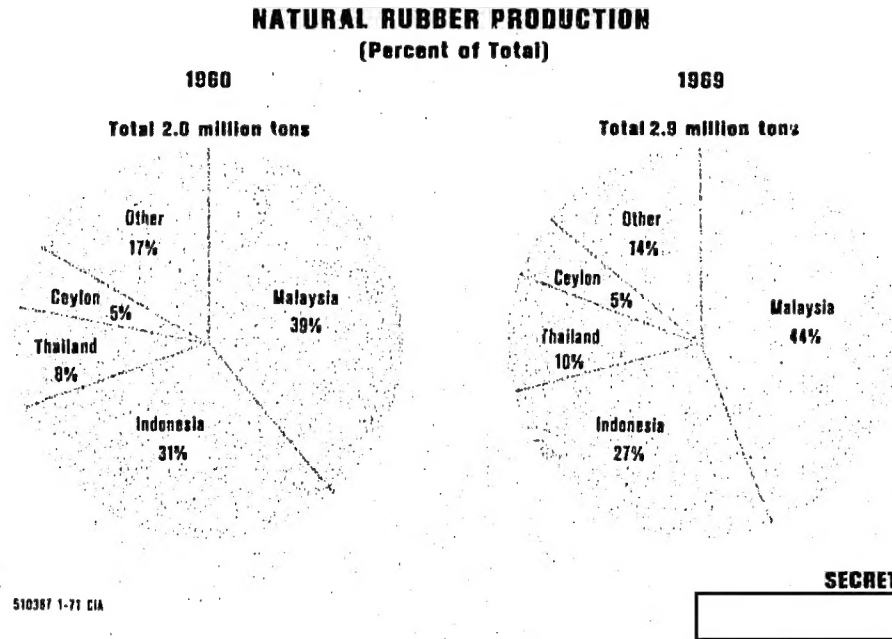 NATURAL RUBBER PRODUCTION
(Percent of Total)
1960
Total 2.0 million tons
Other
17%
Ceylon
5%
Thailand
8%
Indonesia
31%
Malaysia
39%
1969
Total 2.9 million tons
Other
14%
Ceylon
5%
Thailand
10%
Indonesia
27%
Malaysia
44%
510387 1-71 CIA
SECRET